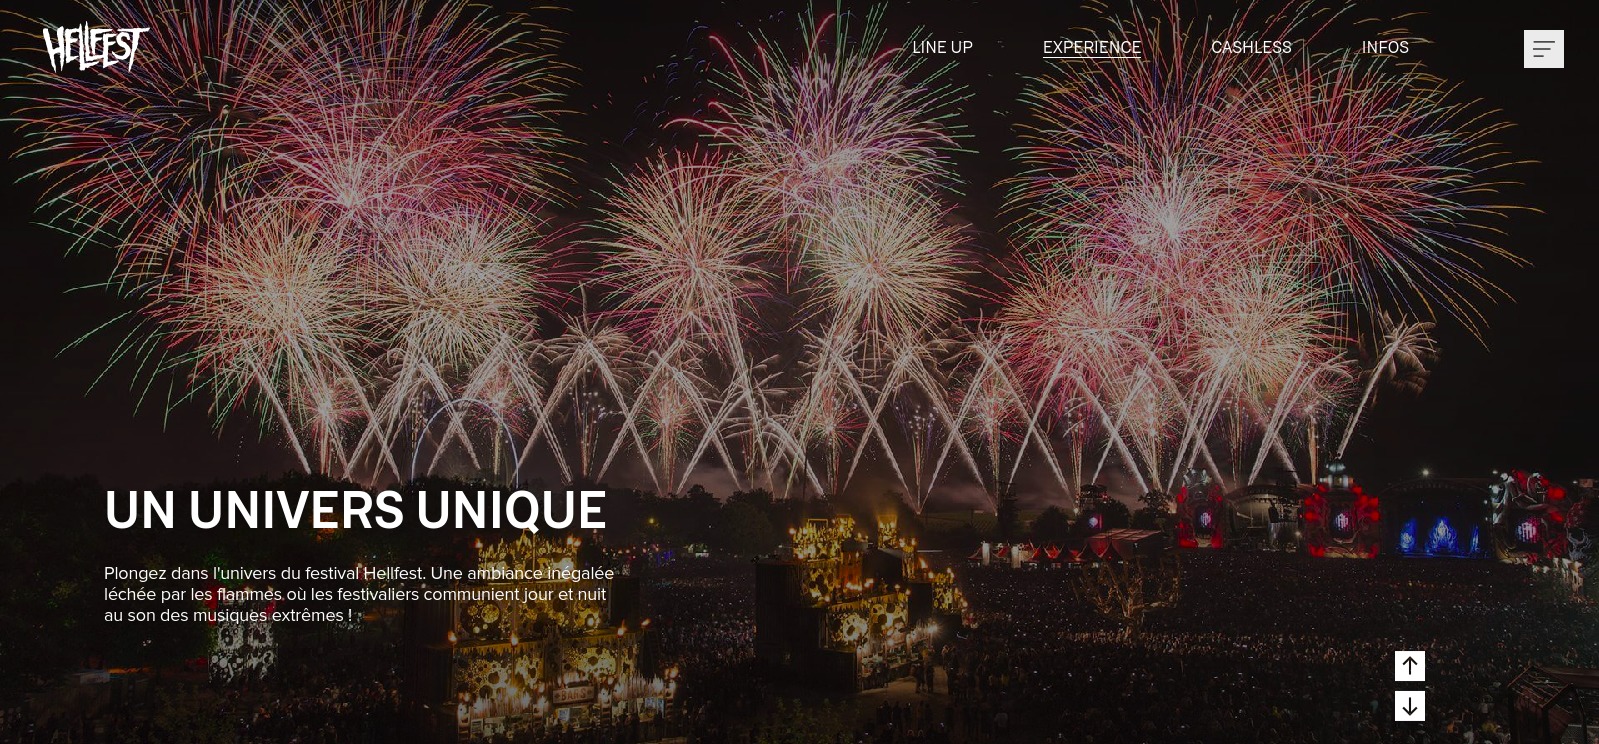 HELLFEST
LINE UP
EXPERIENCE
CASHLESS
INFOS
UN UNIVERS UNIQUE
Plongez dans l'univers du festival Hellfest. Une ambiance inégalée
léchée par les flammes où les festivaliers communient jour et nuit
au son des musiques extrêmes !